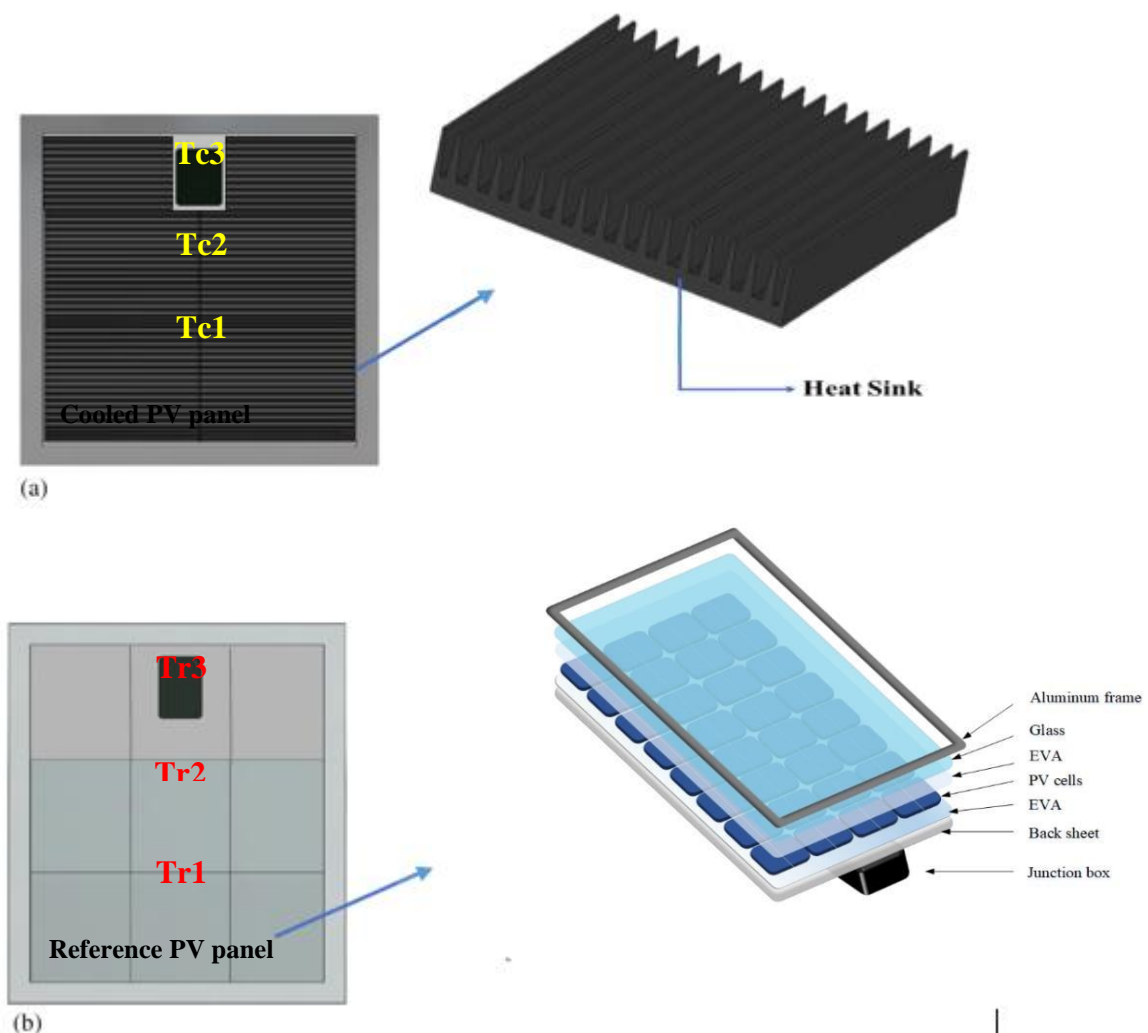 Tc3
Tc2
Tc1
Cooled PV panel
Heat Sink
(a)
Tr3
Tr2
Tr1
Reference PV panel
Aluminum frame
Glass
EVA
PV cells
EVA
Back sheet
Junction box
(b)